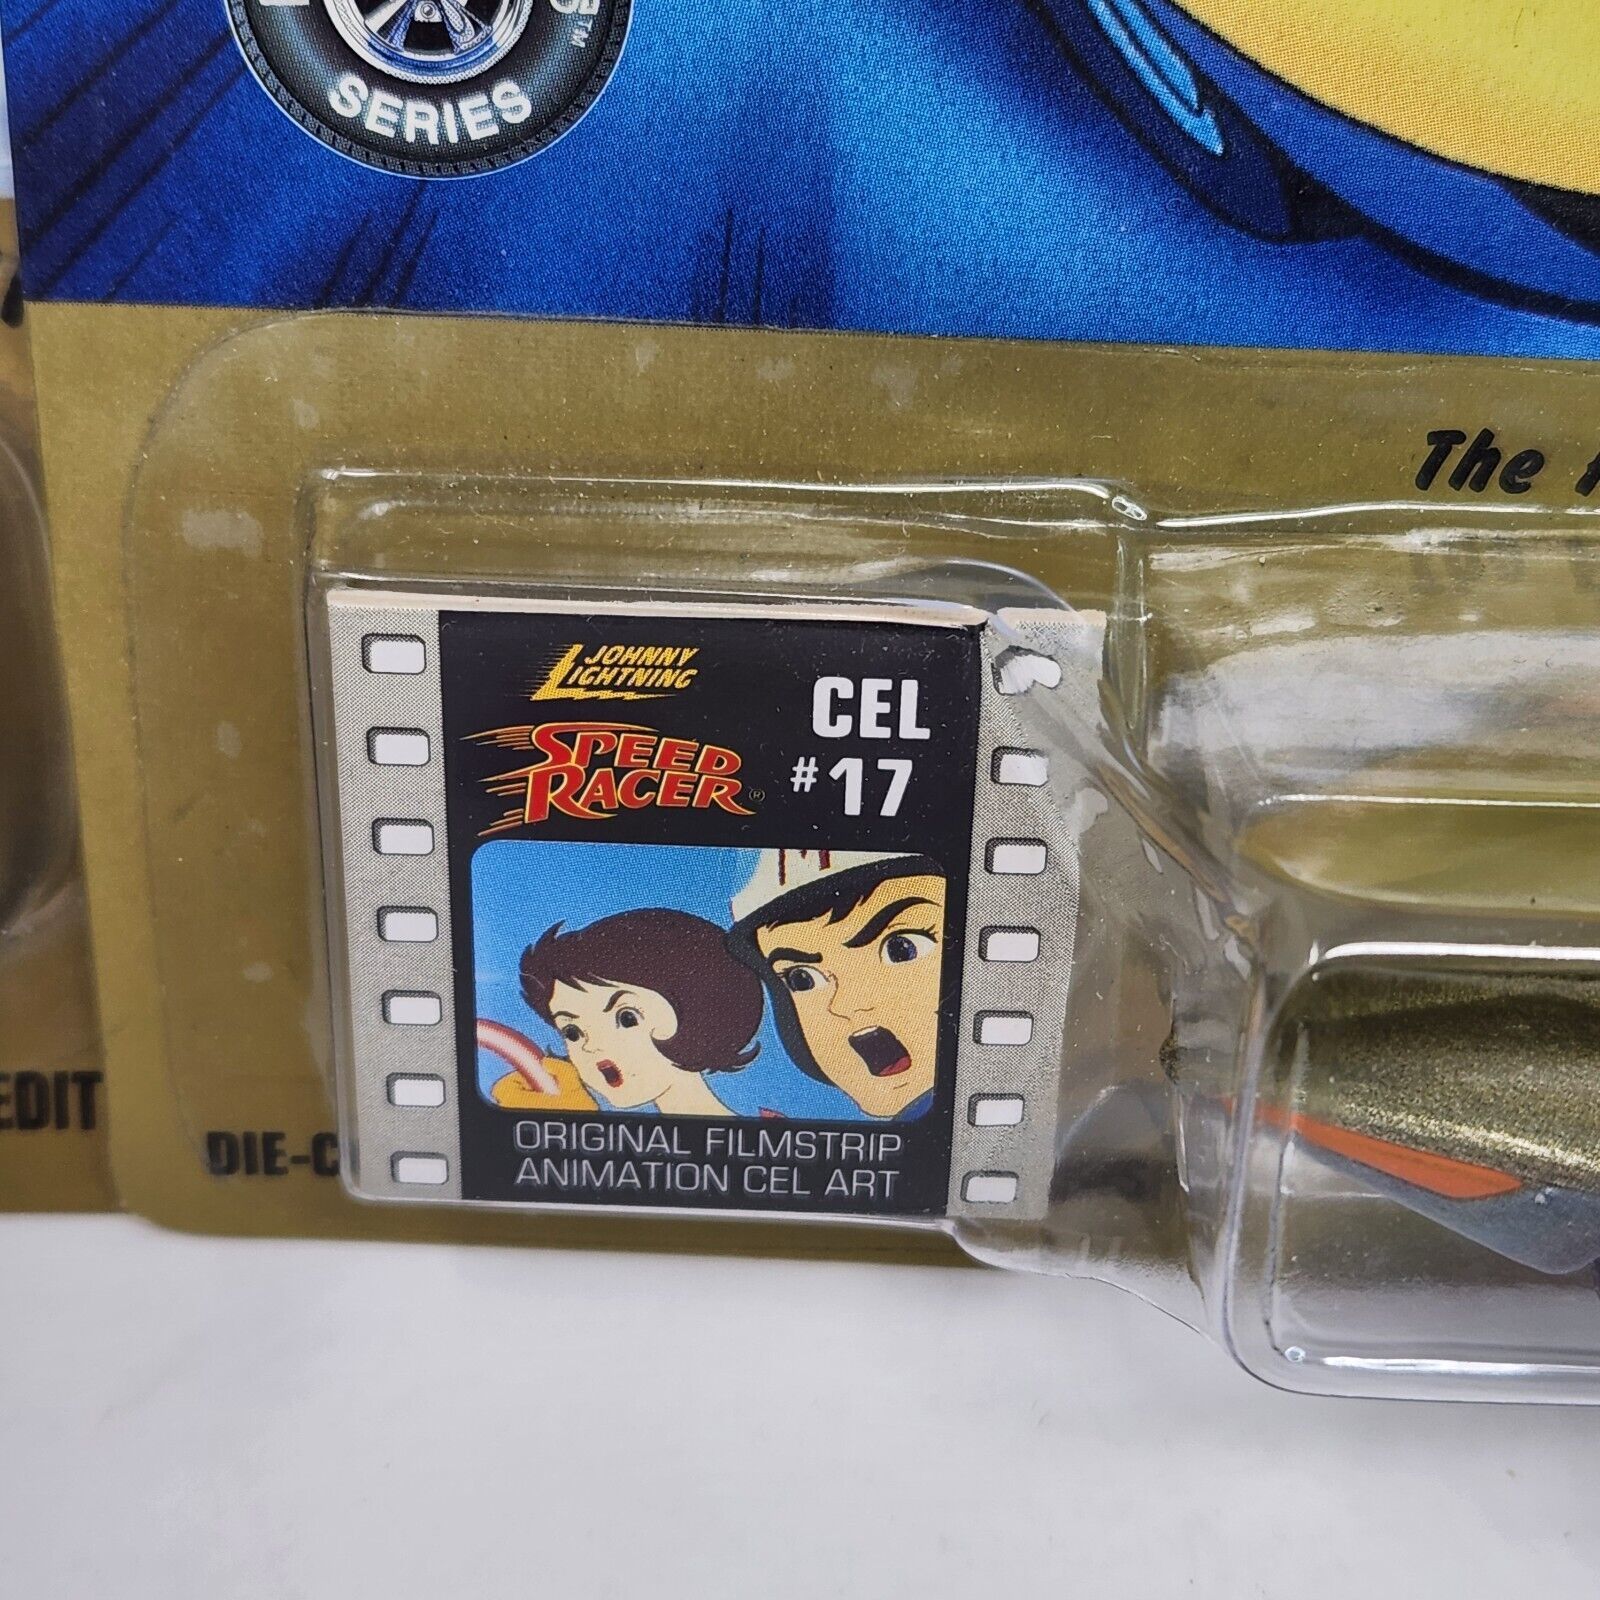 SERIES
The
JOHNNY
LIGHTNING
SPEED
RACER®
CEL
#17
M
ORIGINAL FILMSTRIP
ANIMATION CEL ART
EDIT
DIE-C